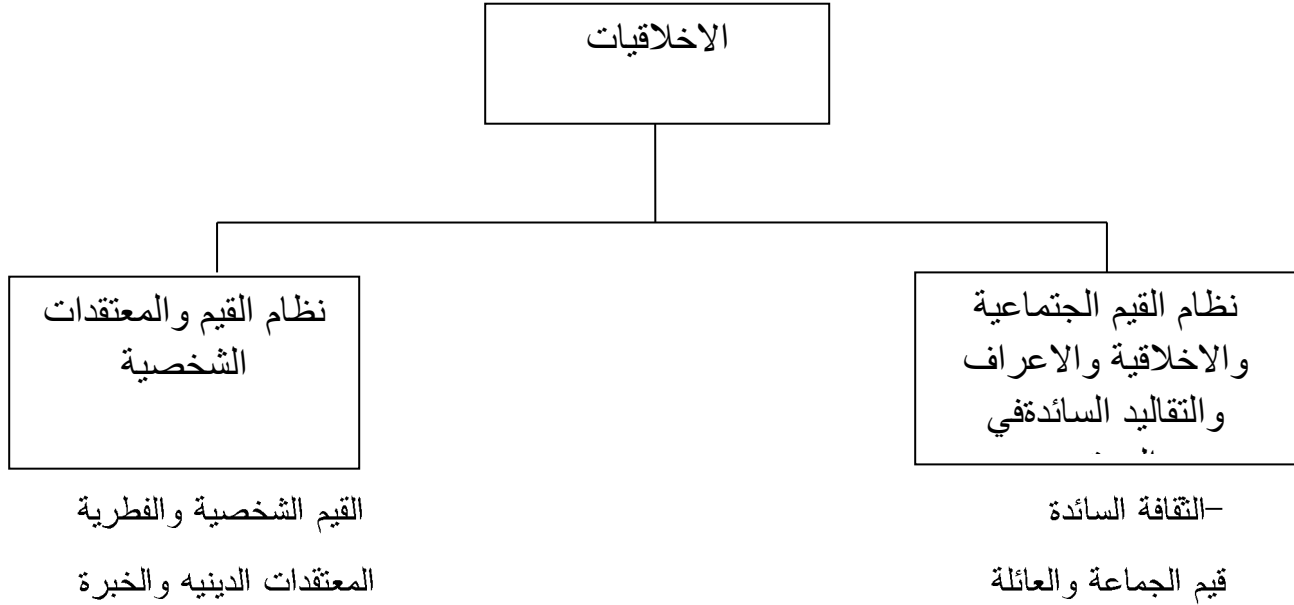 الاخلاقيات
نظام القيم الجتماعية
والاخلاقية والاعراف
والتقاليد السائدةفي
نظام القيم والمعتقدات
الشخصية
–الثقافة السائدة
قيم الجماعة والعائلة
القيم الشخصية والفطرية
المعتقدات الدينيه والخبرة